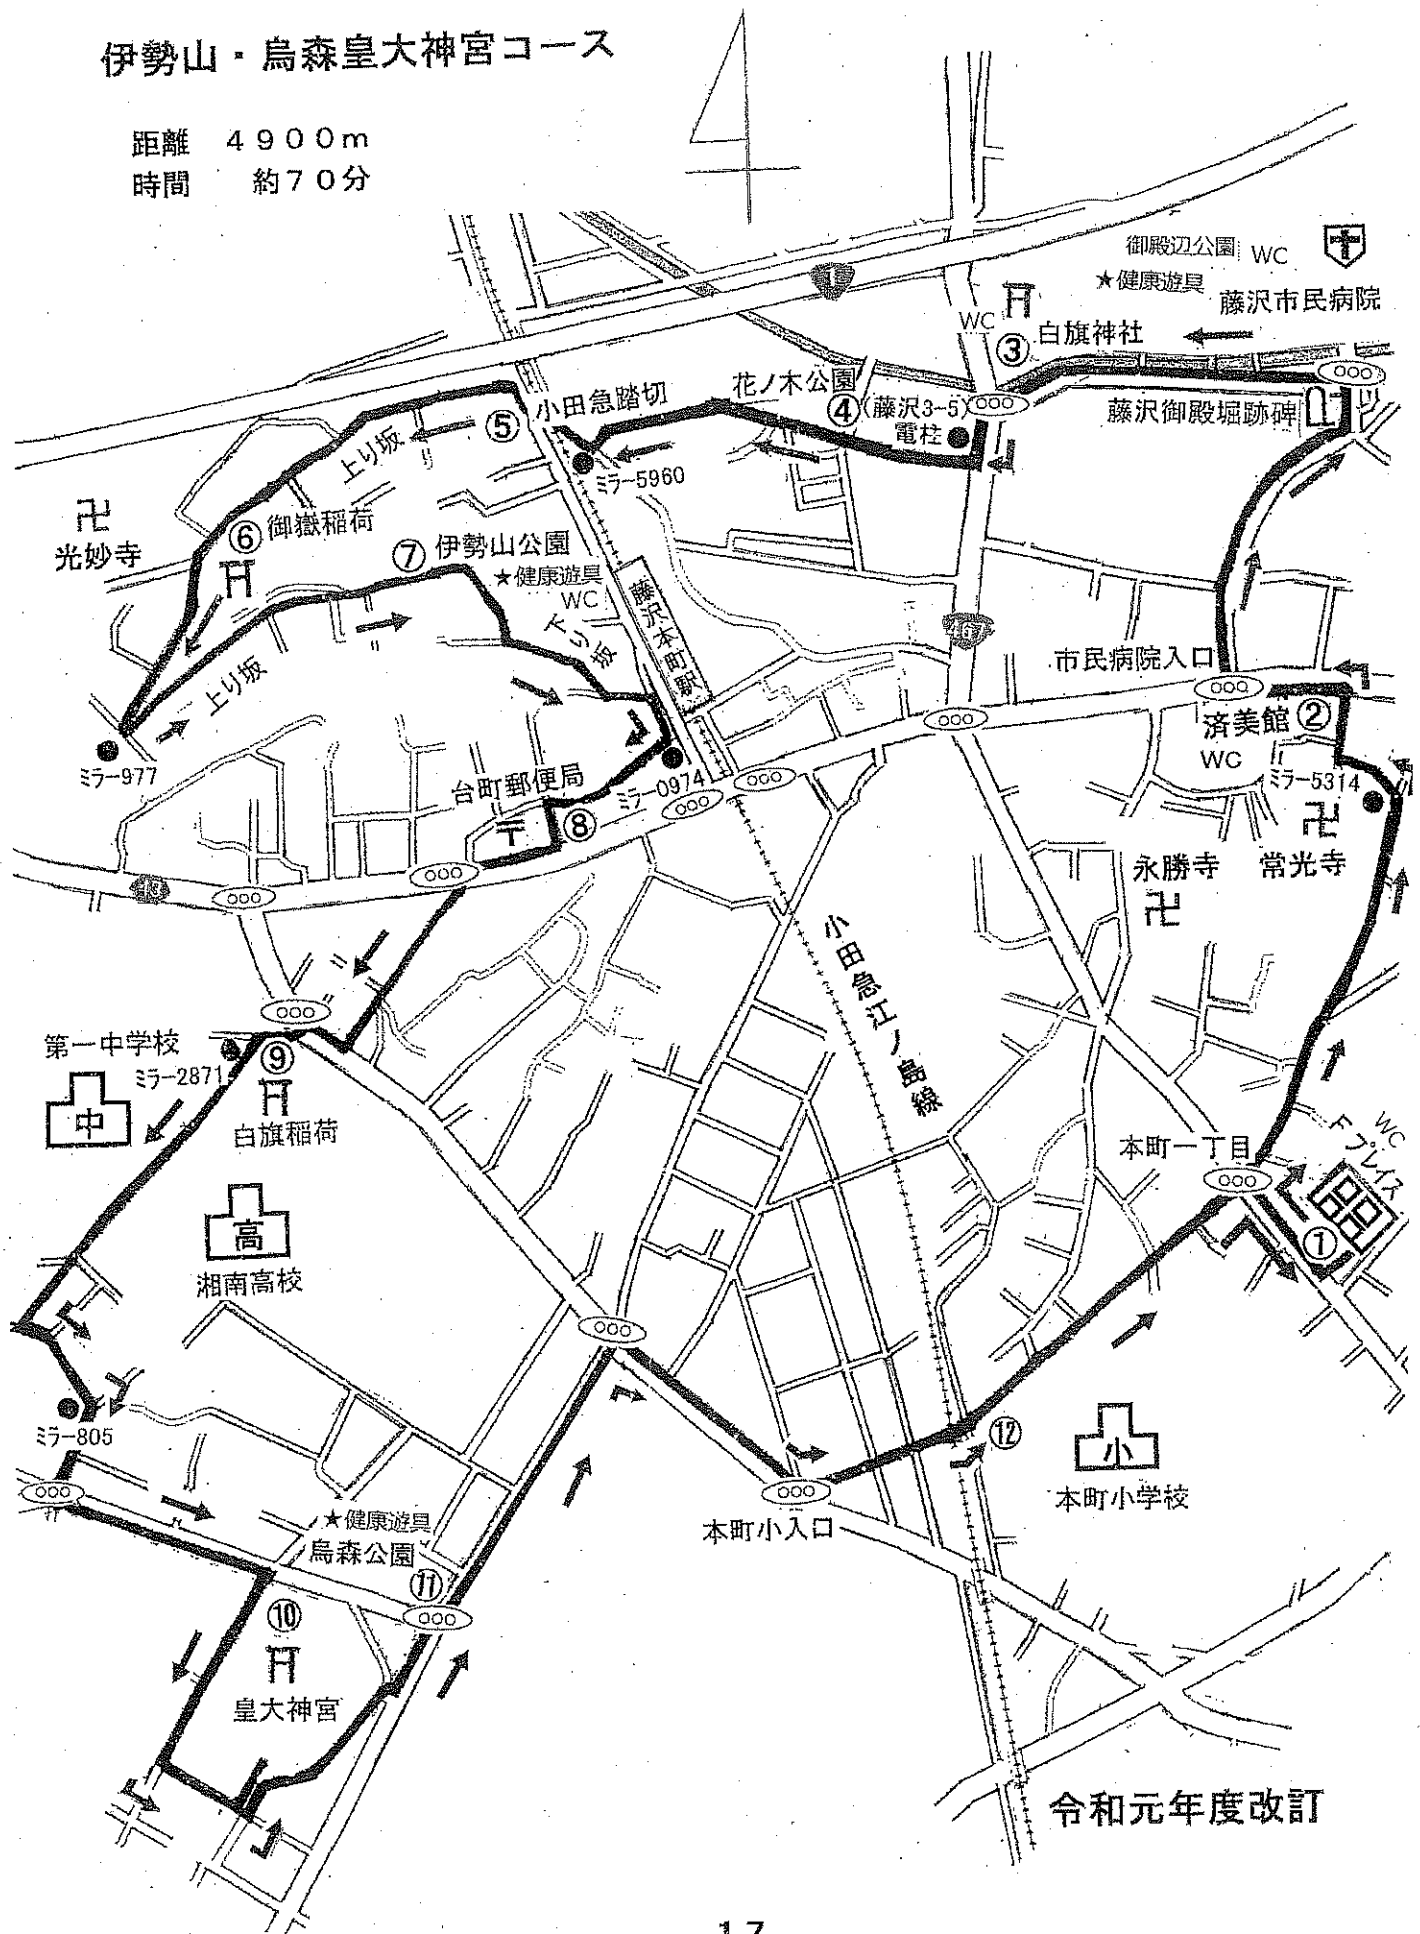 伊勢山・烏森皇大神宮コース
距離 4900m
時間 約70分
1
御殿辺公園 WC
★健康遊具
藤沢市民病院
WC
③
白旗神社
花ノ木公園
④
(藤沢3-5)
電柱
藤沢御殿堀跡碑
小田急踏切
⑤
上り坂
ミラー5960
卍
光妙寺
⑥
御嶽稲荷
⑦
伊勢山公園
★健康遊具
WC
下り坂
藤沢本町駅
467
市民病院入口
上り坂
済美館
②
WC
ミラー977
ミラー5314
台町郵便局
ミラー0974
〒
⑧
卍
永勝寺
常光寺
卍
小田急江ノ島線
第一中学校
ミラー2871
⑨
中
白旗稲荷
本町一丁目
WC
Fプレイス
①
高
湘南高校
ミラー805
⑫
小
本町小学校
★健康遊具
烏森公園
本町小入口
⑪
⑩
皇大神宮
令和元年度改訂
17